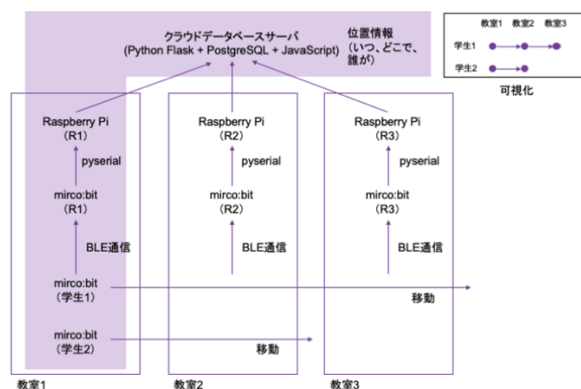 クラウドデータベースサーバ
(Python Flask + PostgreSQL + JavaScript)
位置情報
(いつ、どこで、
誰が)
教室1 教室2 教室3
学生1
学生2
可視化
Raspberry Pi
(R1)
pyserial
mirco:bit
(R1)
BLE通信
mirco:bit
(学生1)
mirco:bit
(学生2)
教室1
Raspberry Pi
(R2)
pyserial
mirco:bit
(R2)
BLE通信
移動
教室2
Raspberry Pi
(R3)
pyserial
mirco:bit
(R3)
BLE通信
移動
教室3